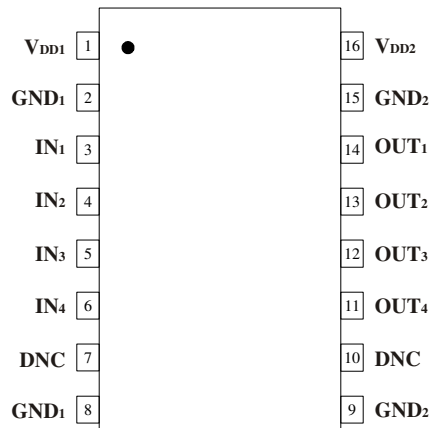 VDD1 1 16 VDD2
GND1 2 15 GND2
IN1 3 14 OUT1
IN2 4 13 OUT2
IN3 5 12 OUT3
IN4 6 11 OUT4
DNC 7 10 DNC
GND1 8 9 GND2